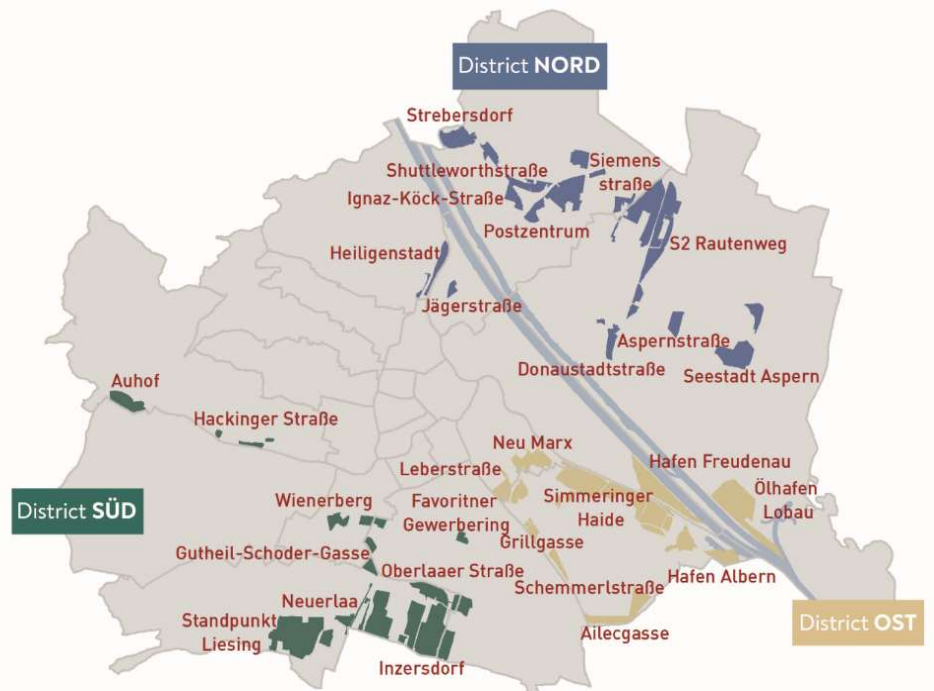 District NORD
Strebersdorf
Shuttleworthstraße
Siemens
straße
Ignaz-Köck-Straße
Postzentrum
S2 Rautenweg
Heiligenstadt
Jägerstraße
Aspernstraße
Donaustadtstraße
Seestadt Aspern
Auhof
Hackinger Straße
Neu Marx
Leberstraße
Hafen Freudenau
Ölhafen
Lobau
Simmeringer
Haide
District SÜD
Wienerberg
Favoritner
Gewerbering
Grillgasse
Gutheil-Schoder-Gasse
Oberlaaer Straße
Schemmerlstraße
Hafen Albern
Neuerlaa
Standpunkt
Liesing
Ailecgasse
District OST
Inzersdorf